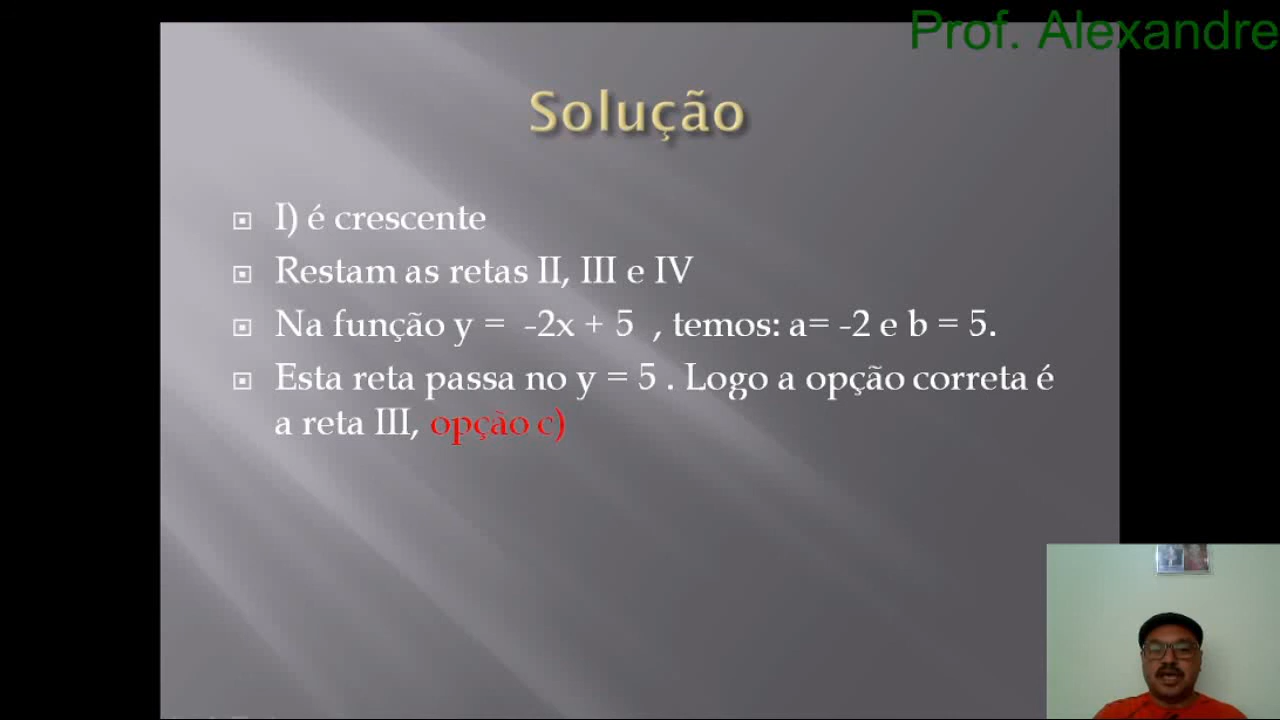 Prof. Alexandre
Solução
I) é crescente
Restam as retas II, III e IV
Na função y = -2x + 5 , temos: a= -2 e b = 5.
Esta reta passa no y = 5 . Logo a opção correta é
a reta III, opção c)